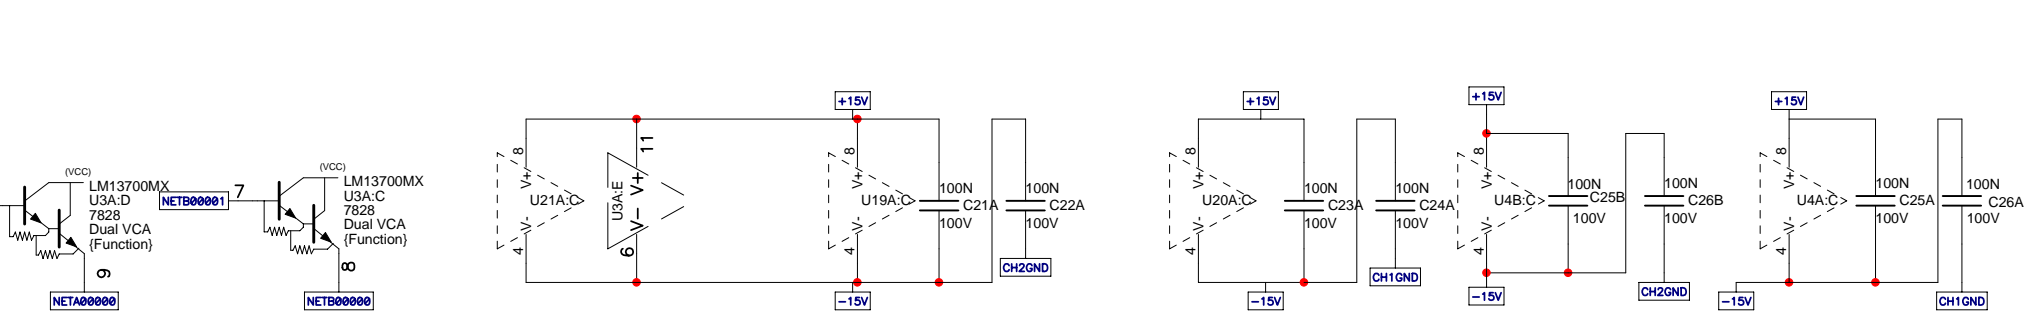 (VCC)
LM13700MX
U3A:D
7828
Dual VCA
{Function}
9
NETA00000
NETB00001
7
(VCC)
LM13700MX
U3A:C
7828
Dual VCA
{Function}
8
NETB00000
8
V+
U21A:C
V-
4
11
V+
U3A:E
V-
6
+15V
8
V+
U19A:C
V-
4
-15V
100N
C21A
100V
100N
C22A
100V
CH2GND
+15V
8
V+
U20A:C
V-
4
-15V
100N
C23A
100V
100N
C24A
100V
CH1GND
+15V
8
V+
U4B:C
V-
4
-15V
100N
C25B
100V
100N
C26B
100V
CH2GND
+15V
8
V+
U4A:C
V-
4
-15V
100N
C25A
100V
100N
C26A
100V
CH1GND